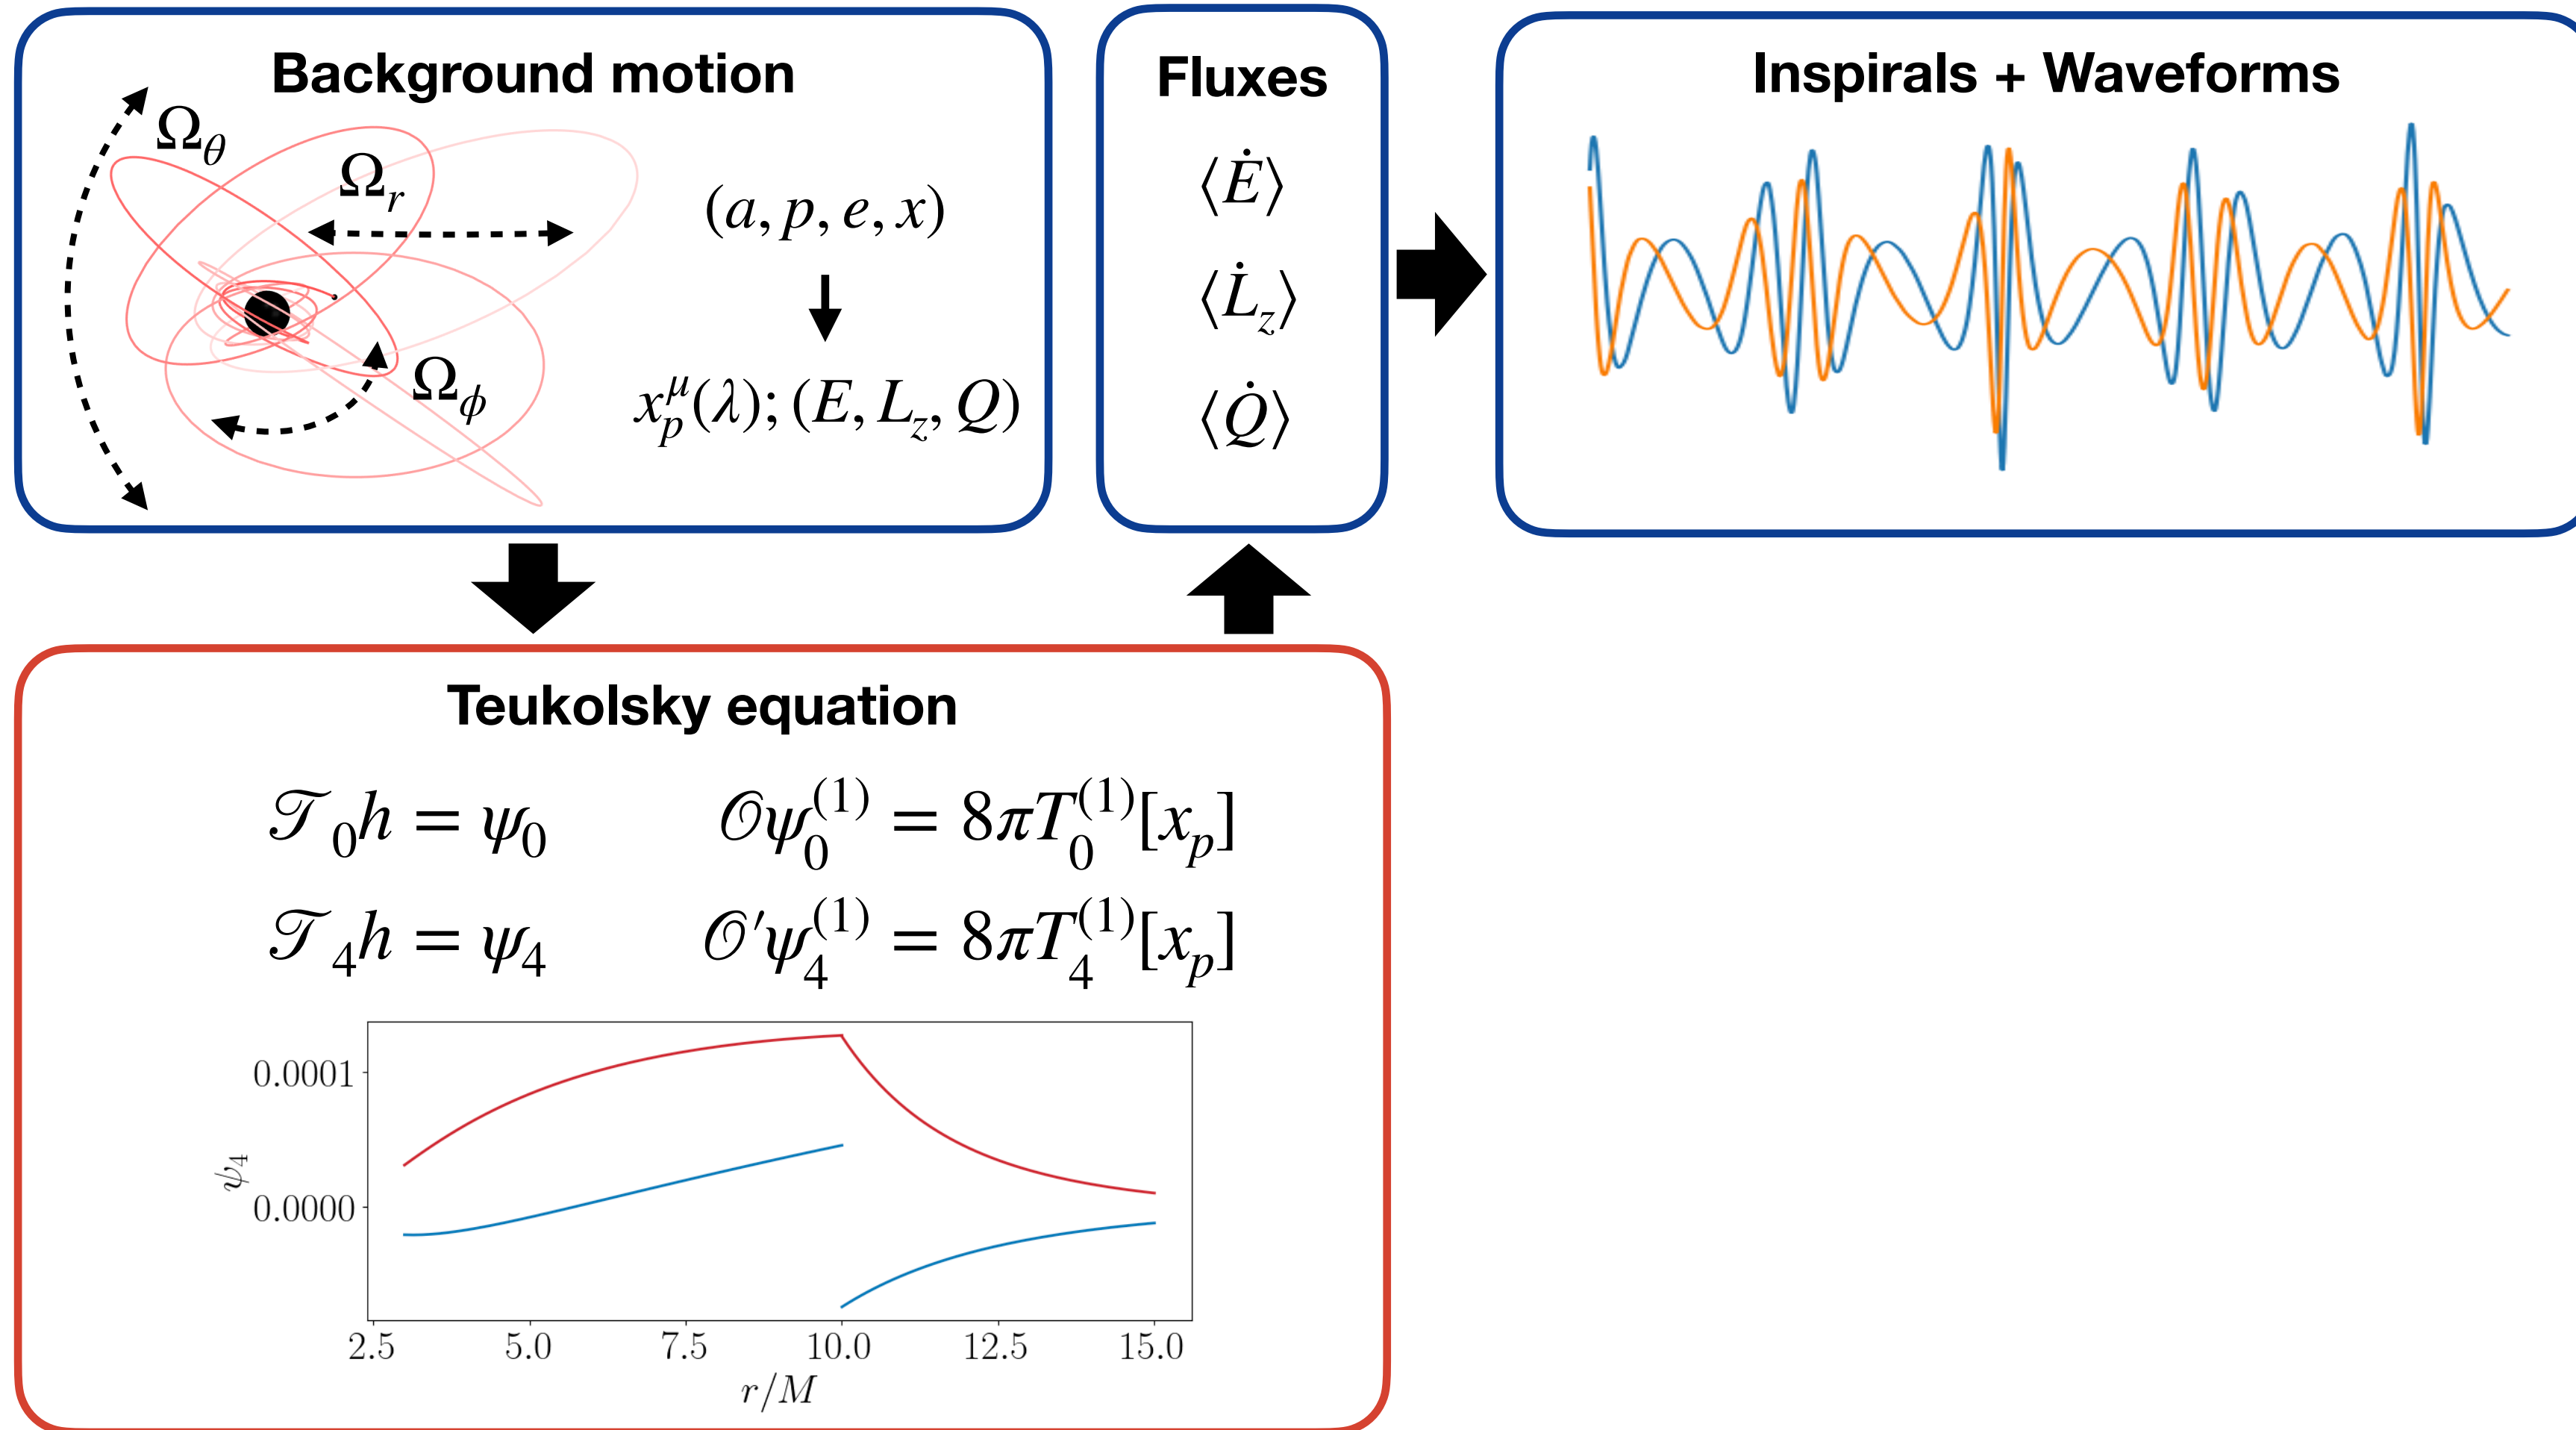 Background motion
Ω_θ
Ω_r
Ω_ϕ
(a, p, e, x)
x_p^μ(λ); (E, L_z, Q)
Fluxes
⟨Ė⟩
⟨L̇_z⟩
⟨Q̇⟩
Inspirals + Waveforms
Teukolsky equation
𝒯_0 h = ψ_0
𝒪ψ_0^(1) = 8πT_0^(1)[x_p]
𝒯_4 h = ψ_4
𝒪′ψ_4^(1) = 8πT_4^(1)[x_p]
ψ_4
0.0001
0.0000
2.5 5.0 7.5 10.0 12.5 15.0
r/M